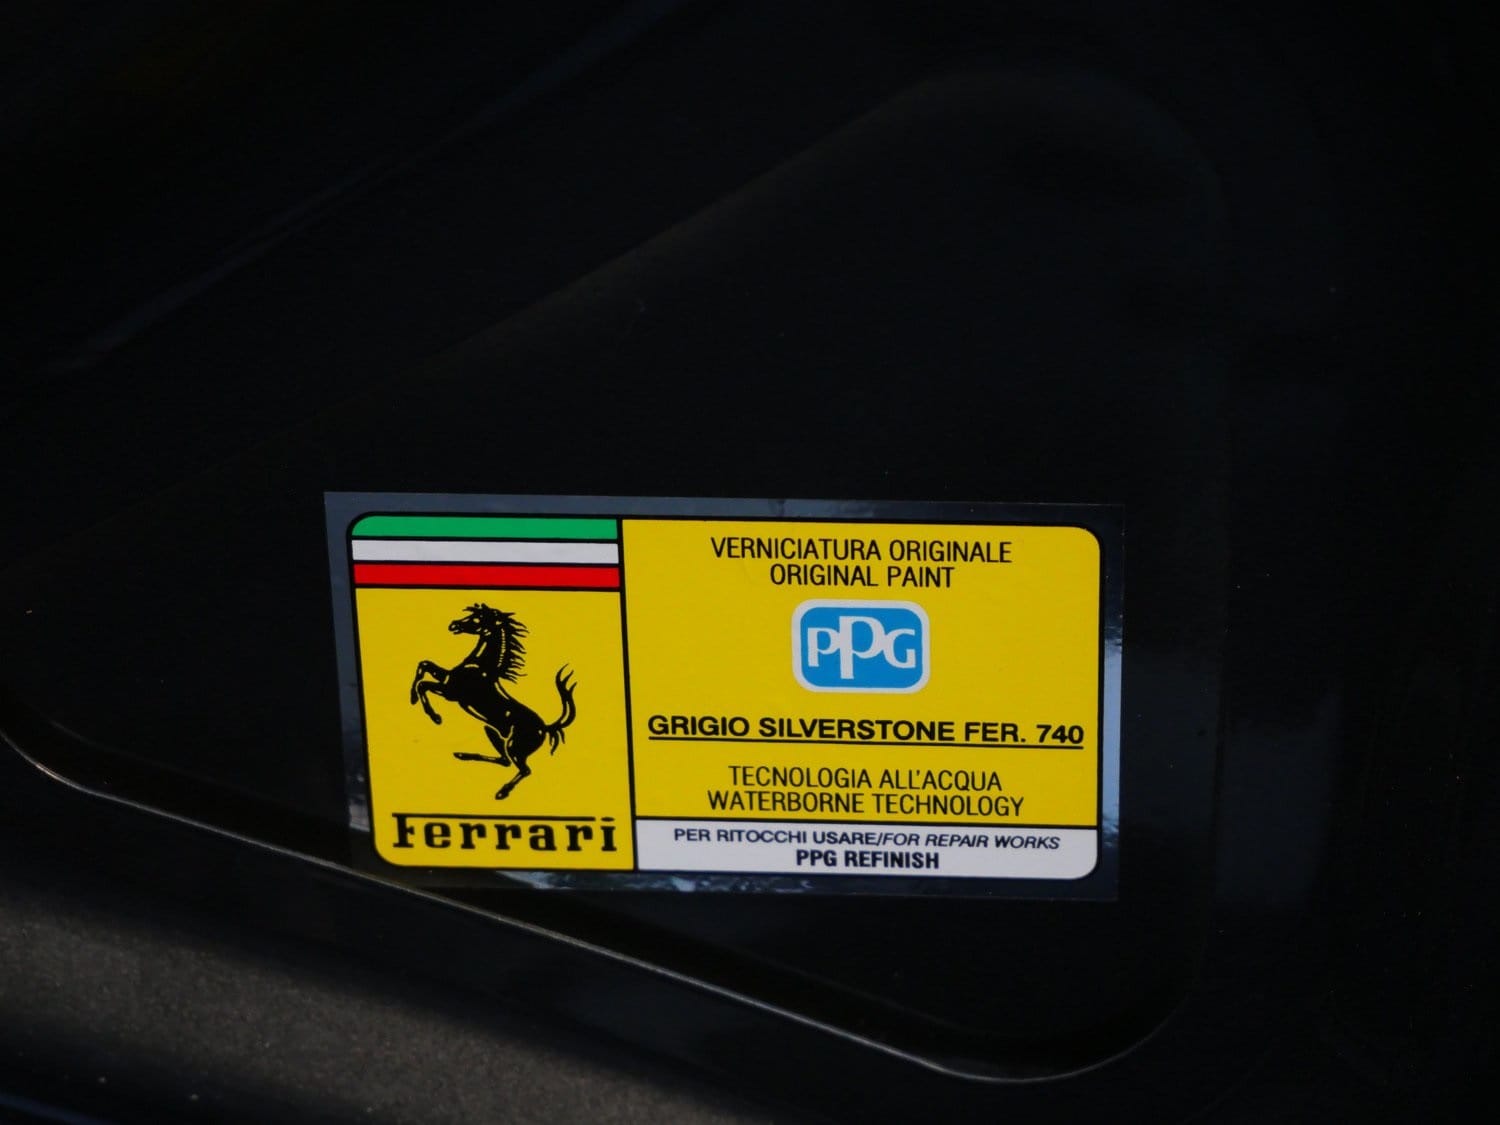 VERNICIATURA ORIGINALE
ORIGINAL PAINT
PPG
GRIGIO SILVERSTONE FER. 740
TECNOLOGIA ALL'ACQUA
WATERBORNE TECHNOLOGY
Ferrari
PER RITOCCHI USARE/FOR REPAIR WORKS
PPG REFINISH